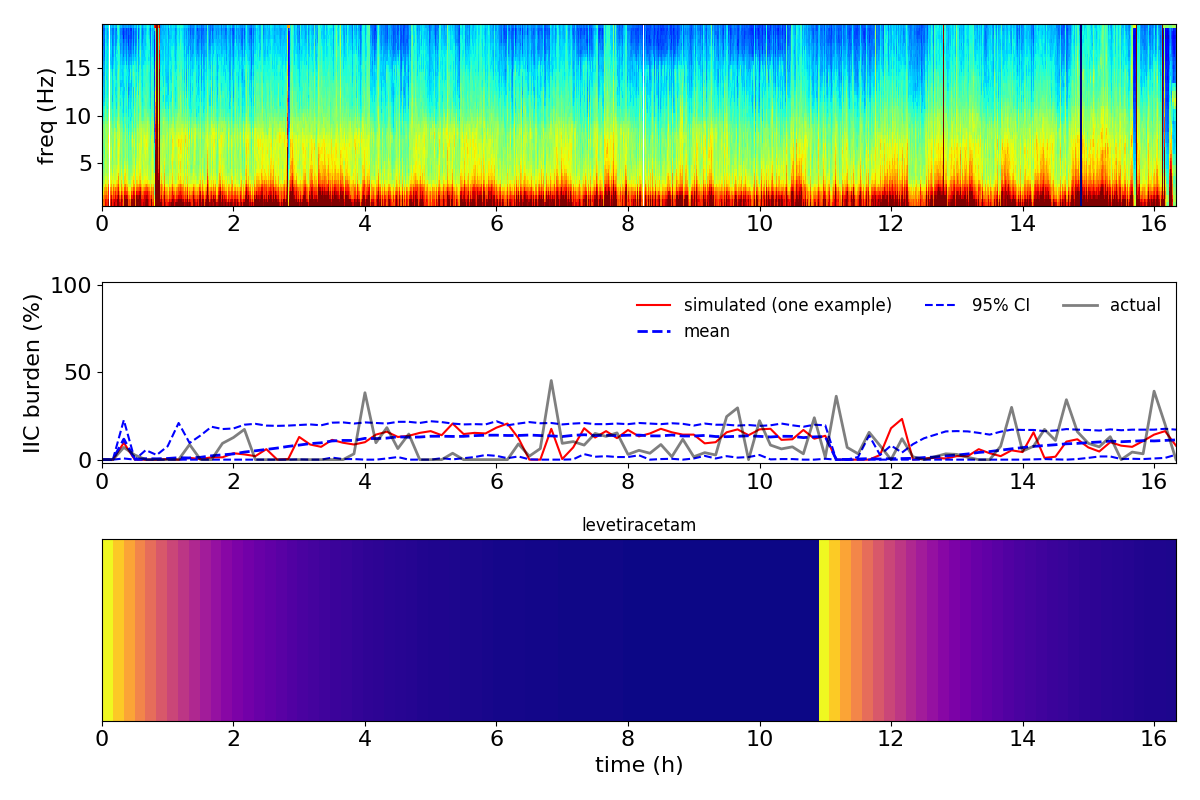 freq (Hz)
15
10
5
0 2 4 6 8 10 12 14 16
IIC burden (%)
100
50
0
simulated (one example) 95% CI actual
mean
0 2 4 6 8 10 12 14 16
levetiracetam
0 2 4 6 8 10 12 14 16
time (h)